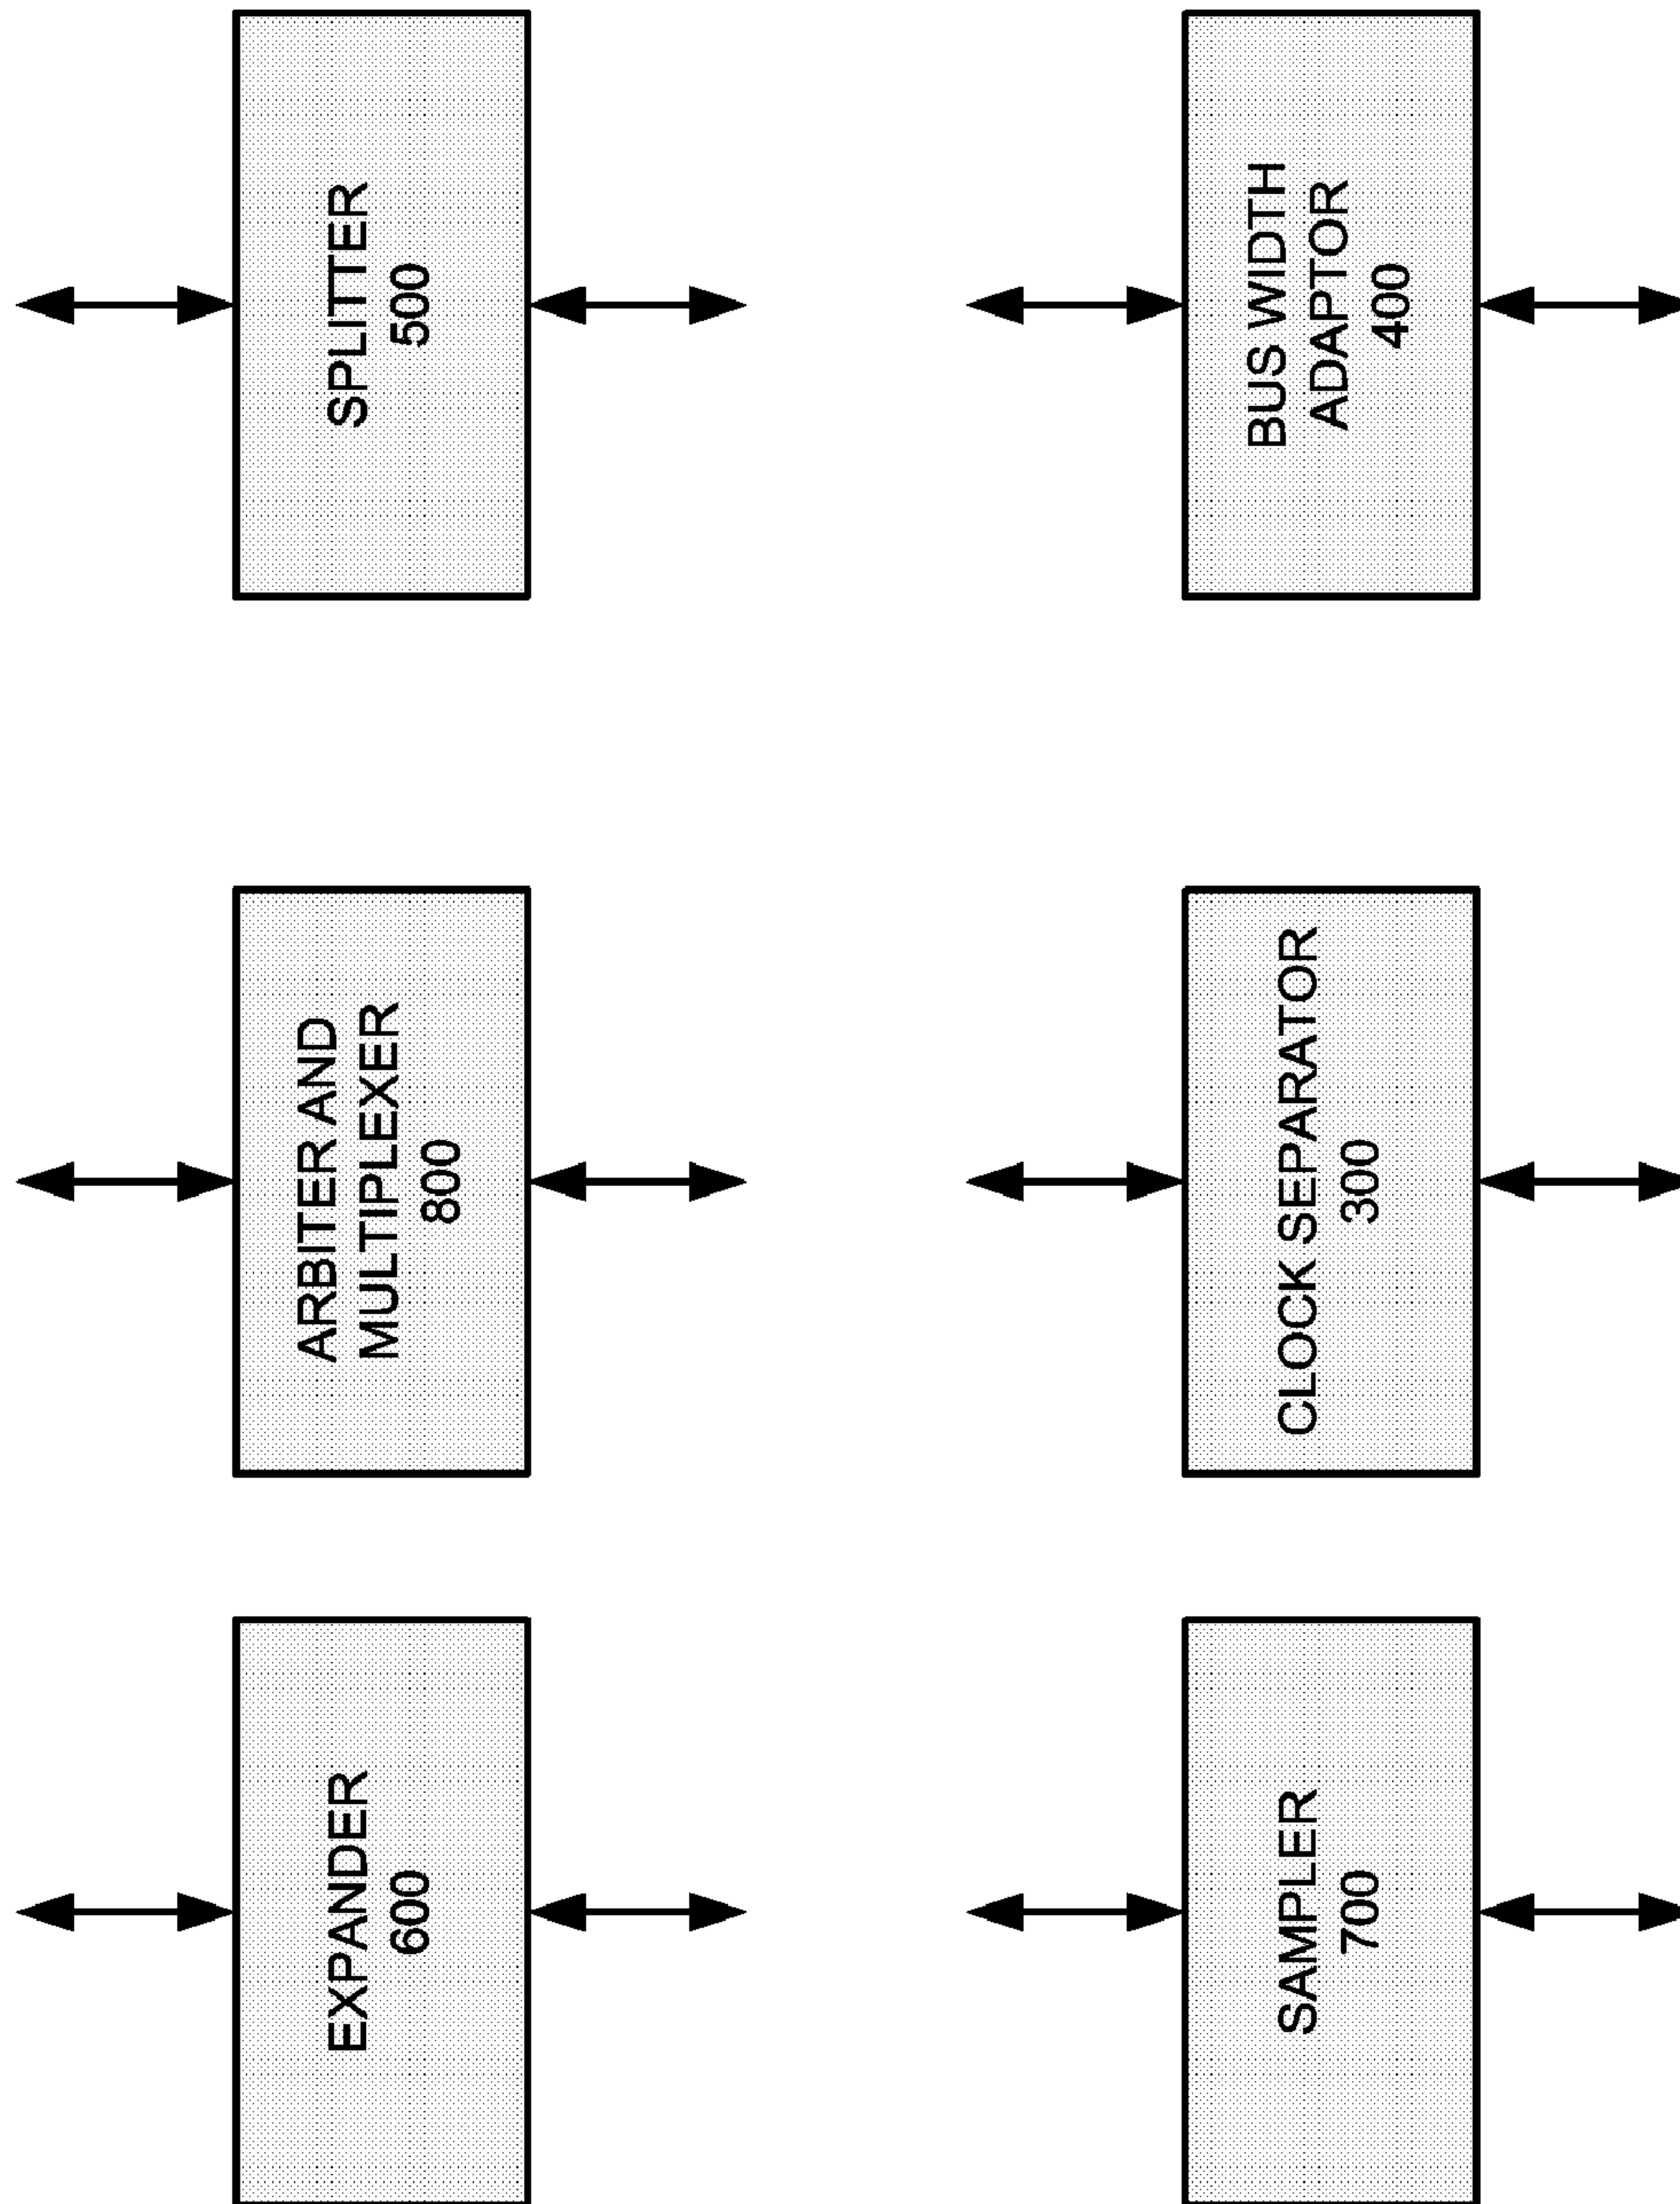 EXPANDER
600
ARBITER AND
MULTIPLEXER
800
SPLITTER
500
SAMPLER
700
CLOCK SEPARATOR
300
BUS WIDTH
ADAPTOR
400